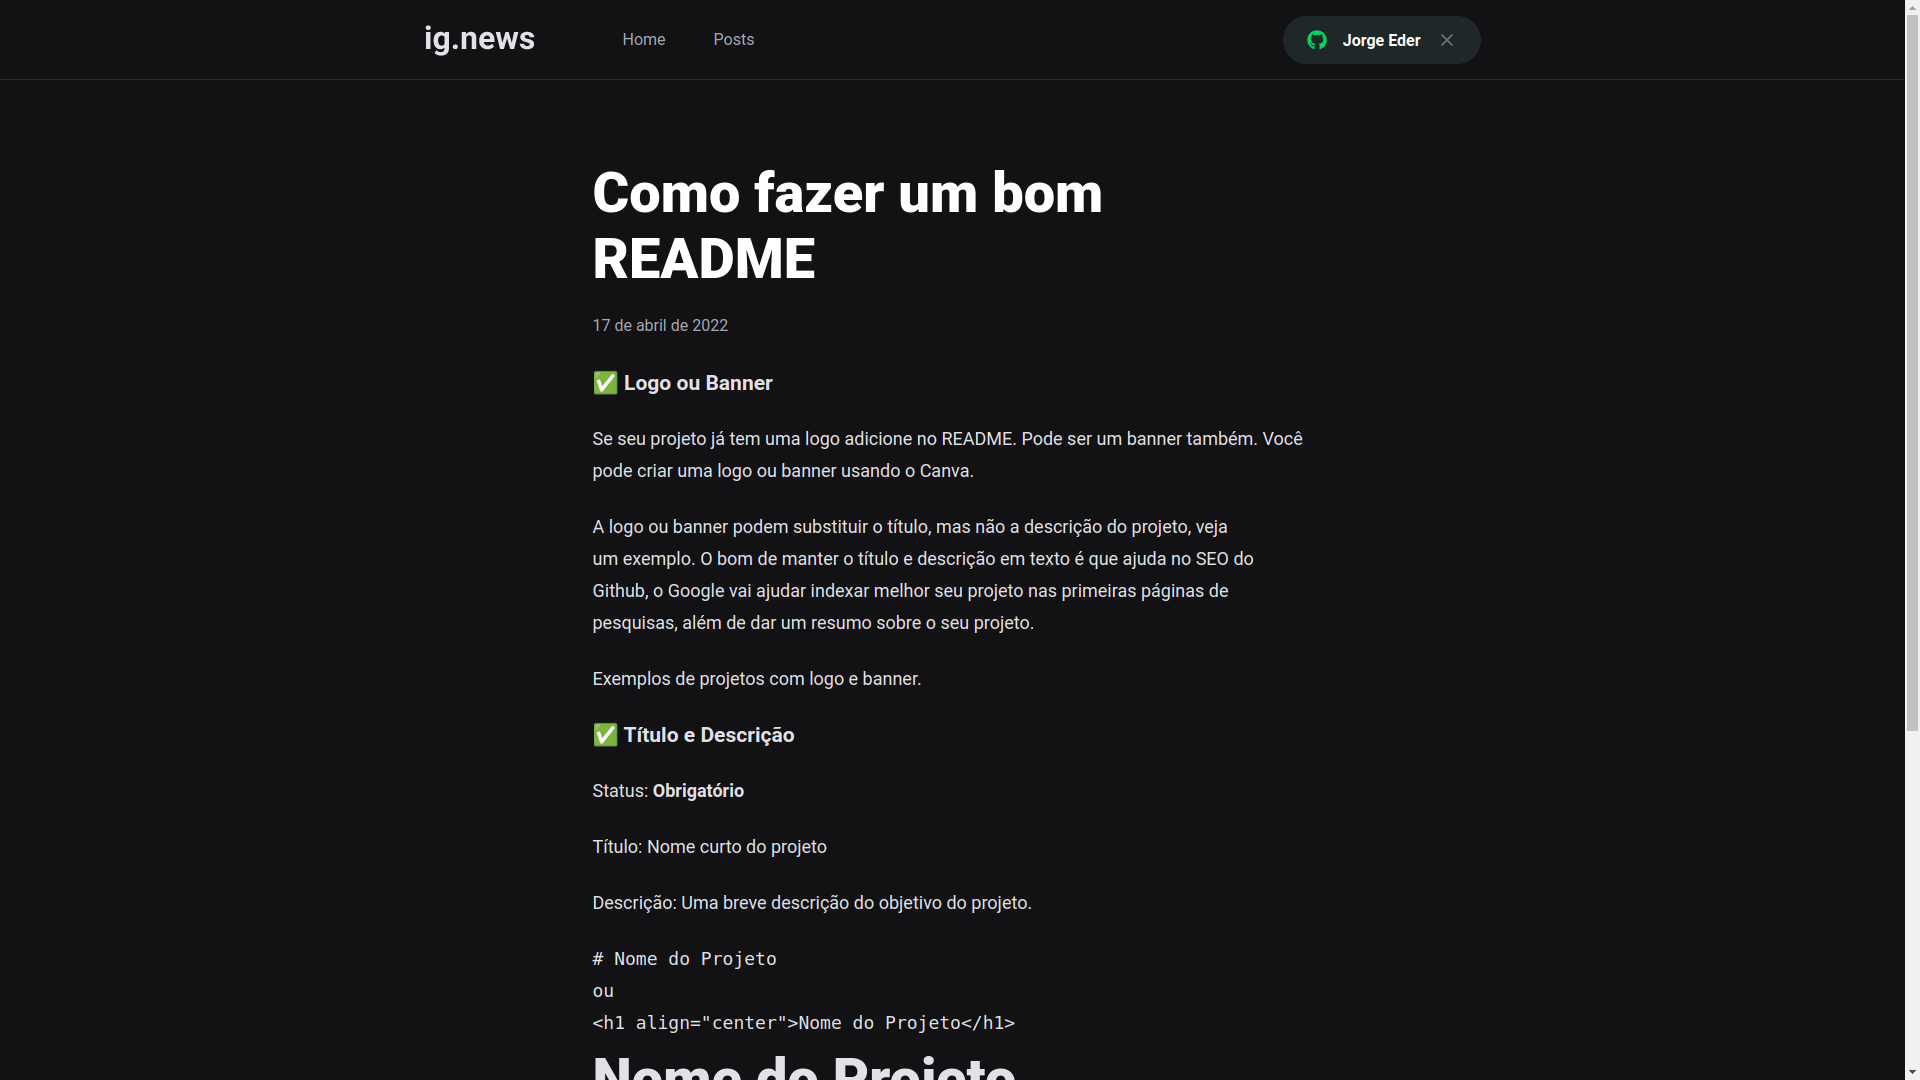 ig.news
Home
Posts
Jorge Eder
Como fazer um bom
README
17 de abril de 2022
✅ Logo ou Banner
Se seu projeto já tem uma logo adicione no README. Pode ser um banner também. Você
pode criar uma logo ou banner usando o Canva.
A logo ou banner podem substituir o título, mas não a descrição do projeto, veja
um exemplo. O bom de manter o título e descrição em texto é que ajuda no SEO do
Github, o Google vai ajudar indexar melhor seu projeto nas primeiras páginas de
pesquisas, além de dar um resumo sobre o seu projeto.
Exemplos de projetos com logo e banner.
✅ Título e Descrição
Status: Obrigatório
Título: Nome curto do projeto
Descrição: Uma breve descrição do objetivo do projeto.
# Nome do Projeto
ou
<h1 align="center">Nome do Projeto</h1>
Nome do Projeto